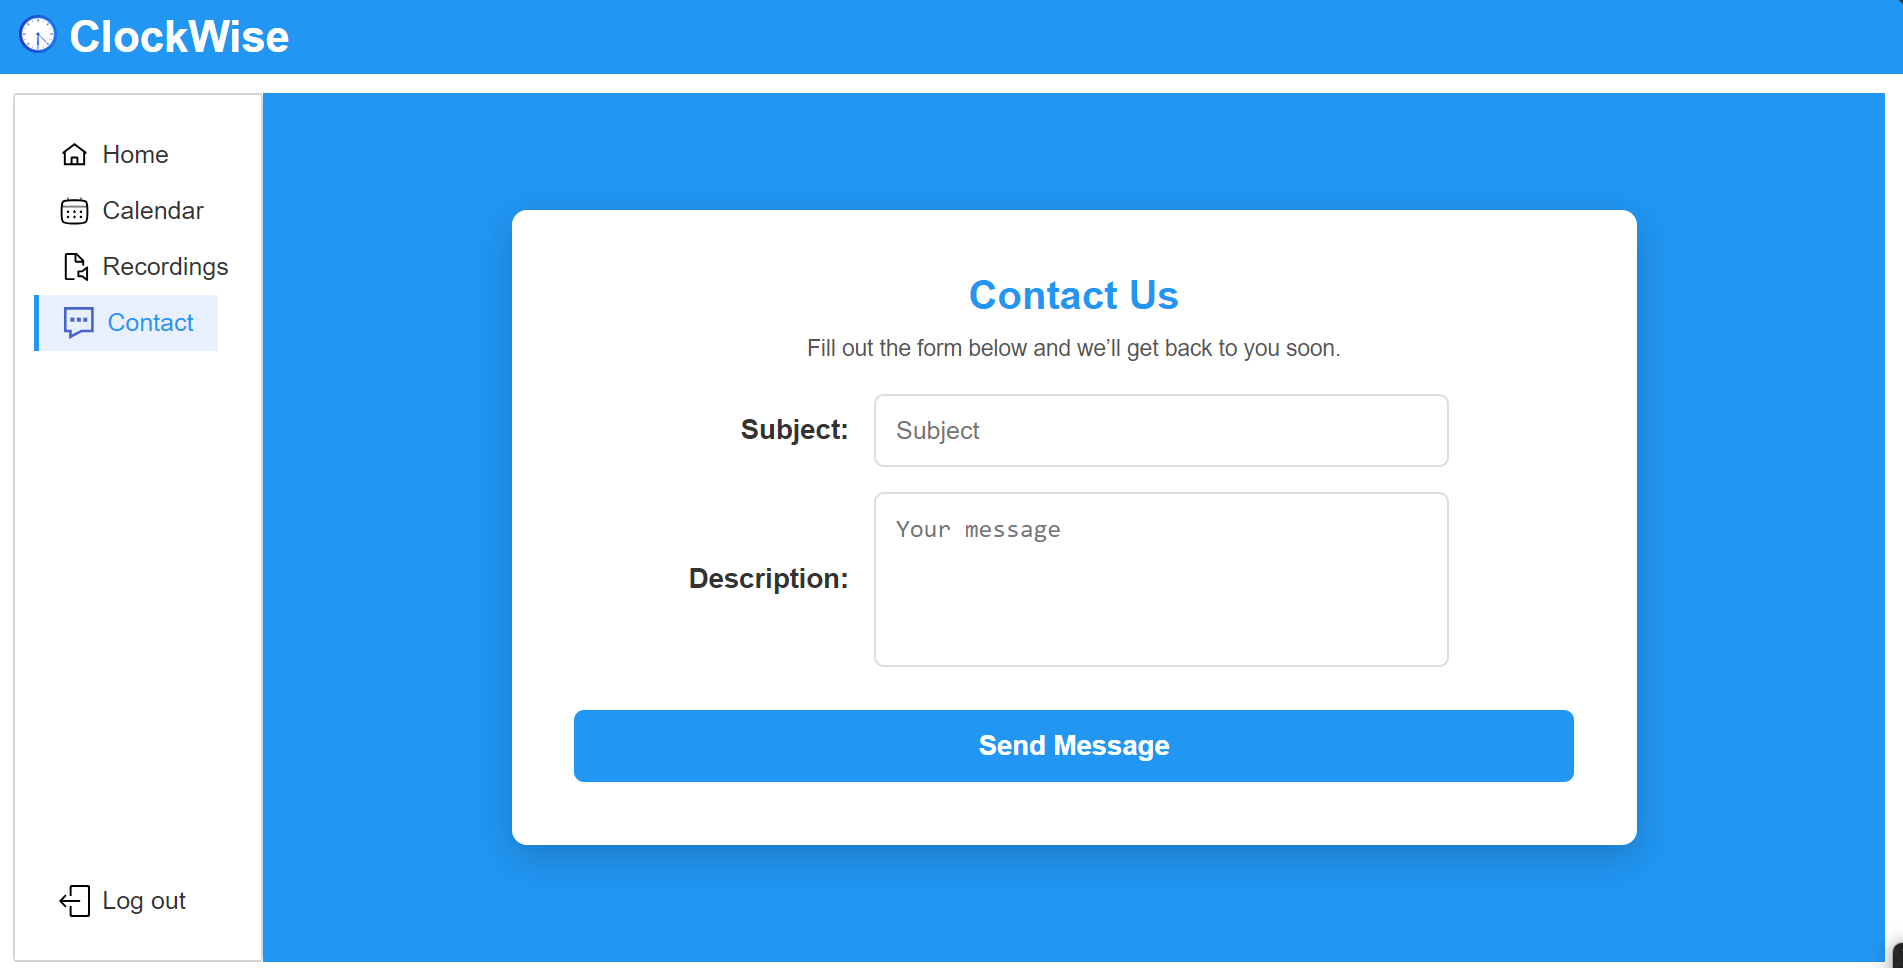 ClockWise
Home
Calendar
Recordings
Contact
Log out
Contact Us
Fill out the form below and we’ll get back to you soon.
Subject:
Subject
Description:
Your message
Send Message